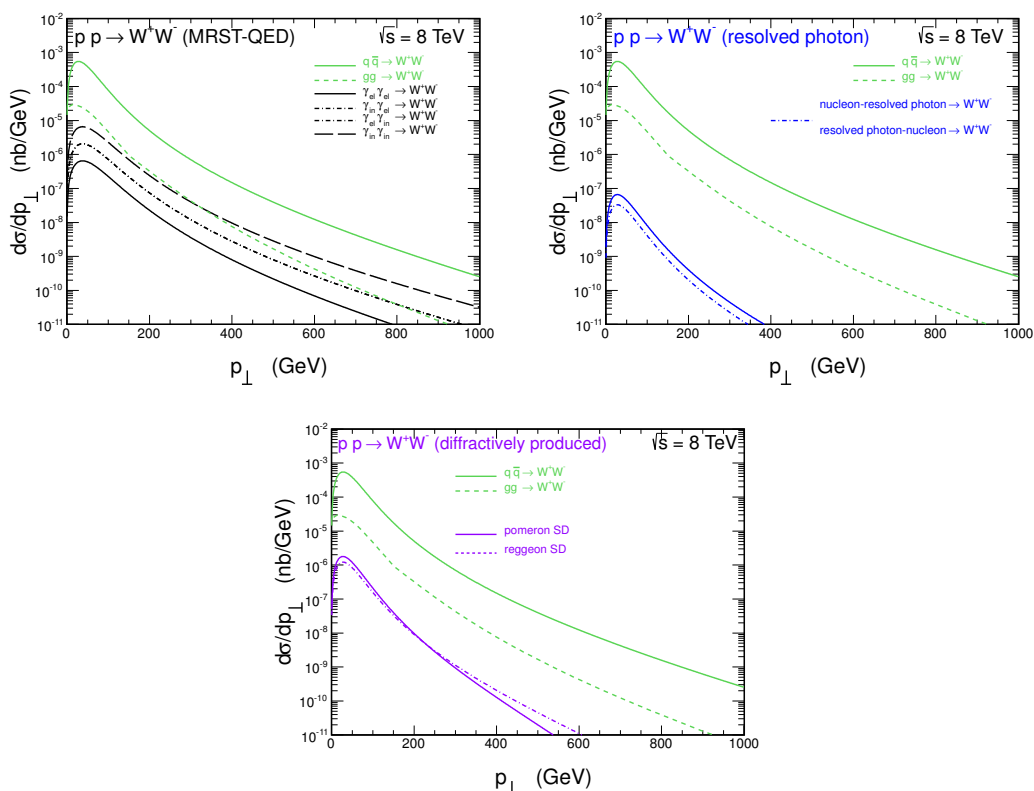 p p → W⁺W⁻ (MRST-QED) √s = 8 TeV
q q̄ → W⁺W⁻
gg → W⁺W⁻
γel γel → W⁺W⁻
γin γel → W⁺W⁻
γel γin → W⁺W⁻
γin γin → W⁺W⁻
dσ/dp⊥ (nb/GeV)
10⁻²
10⁻³
10⁻⁴
10⁻⁵
10⁻⁶
10⁻⁷
10⁻⁸
10⁻⁹
10⁻¹⁰
10⁻¹¹
0 200 400 600 800 1000
p⊥ (GeV)
p p → W⁺W⁻ (resolved photon) √s = 8 TeV
q q̄ → W⁺W⁻
gg → W⁺W⁻
nucleon-resolved photon → W⁺W⁻
resolved photon-nucleon → W⁺W⁻
dσ/dp⊥ (nb/GeV)
10⁻²
10⁻³
10⁻⁴
10⁻⁵
10⁻⁶
10⁻⁷
10⁻⁸
10⁻⁹
10⁻¹⁰
10⁻¹¹
0 200 400 600 800 1000
p⊥ (GeV)
p p → W⁺W⁻ (diffractively produced) √s = 8 TeV
q q̄ → W⁺W⁻
gg → W⁺W⁻
pomeron SD
reggeon SD
dσ/dp⊥ (nb/GeV)
10⁻²
10⁻³
10⁻⁴
10⁻⁵
10⁻⁶
10⁻⁷
10⁻⁸
10⁻⁹
10⁻¹⁰
10⁻¹¹
0 200 400 600 800 1000
p⊥ (GeV)